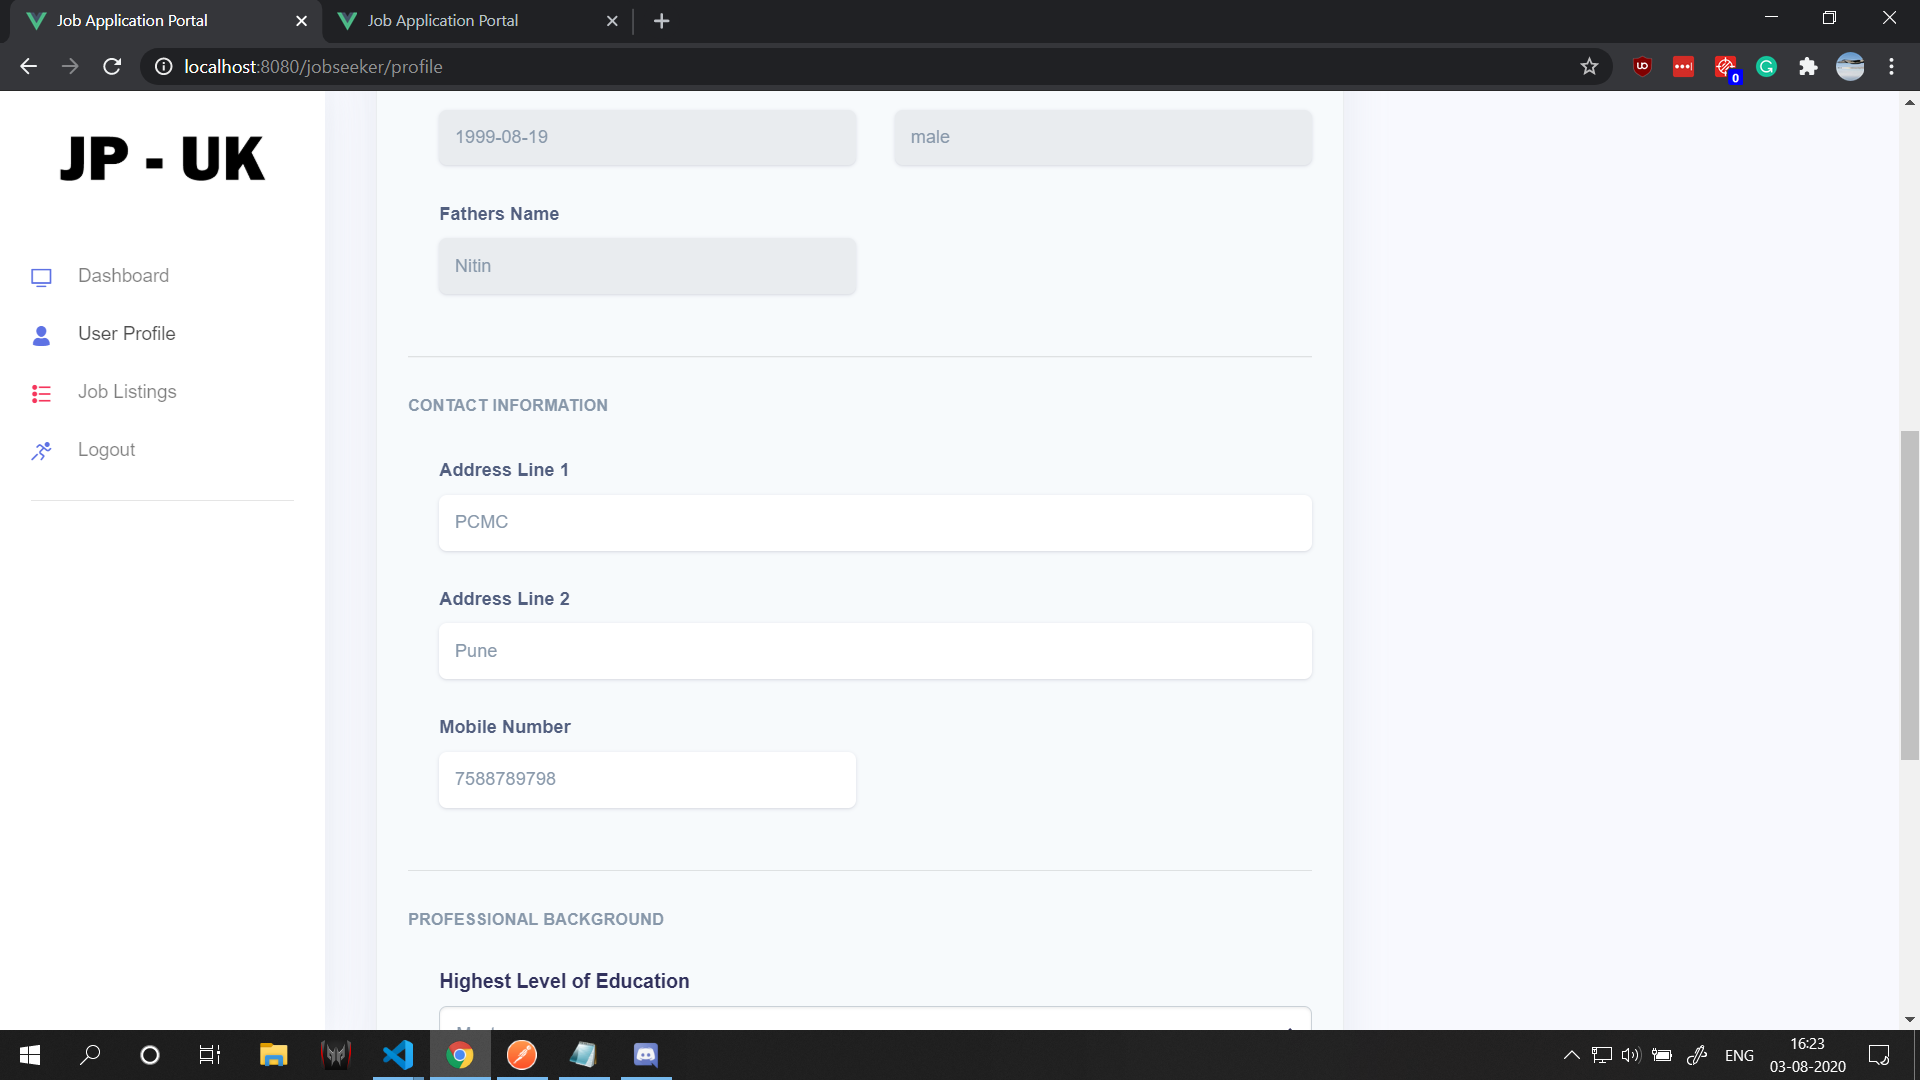 Job Application Portal
Job Application Portal
localhost:8080/jobseeker/profile
0
JP - UK
Dashboard
User Profile
Job Listings
Logout
1999-08-19
male
Fathers Name
Nitin
CONTACT INFORMATION
Address Line 1
PCMC
Address Line 2
Pune
Mobile Number
7588789798
PROFESSIONAL BACKGROUND
Highest Level of Education
ENG
16:23
03-08-2020